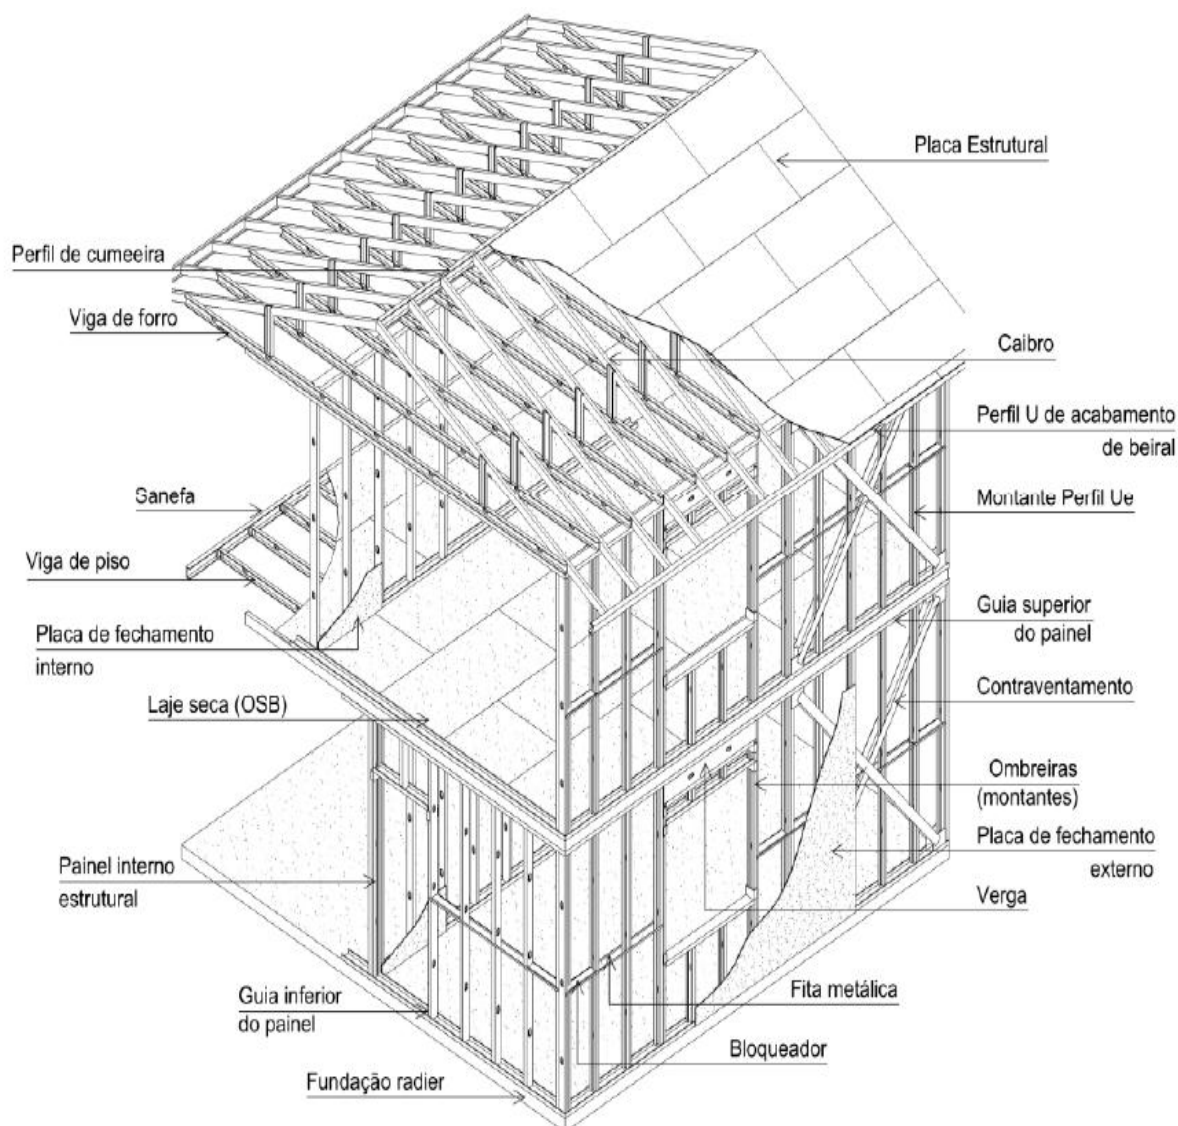 Placa Estrutural
Perfil de cumeeira
Viga de forro
Caibro
Perfil U de acabamento
de beiral
Sanefa
Montante Perfil Ue
Viga de piso
Guia superior
do painel
Placa de fechamento
interno
Contraventamento
Laje seca (OSB)
Ombreiras
(montantes)
Placa de fechamento
externo
Painel interno
estrutural
Verga
Fita metálica
Guia inferior
do painel
Bloqueador
Fundação radier